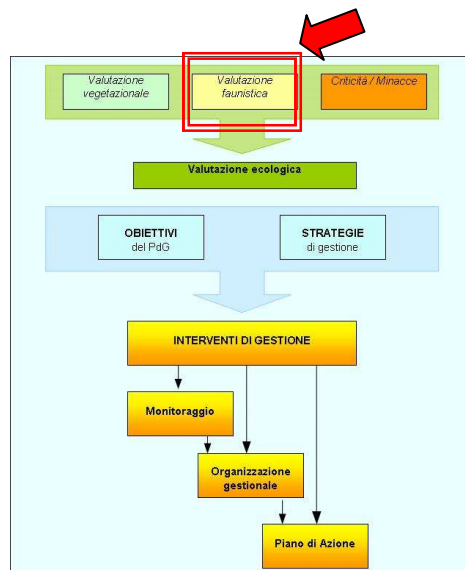 Valutazione
vegetazionale
Valutazione
faunistica
Criticità / Minacce
Valutazione ecologica
OBIETTIVI
del PdG
STRATEGIE
di gestione
INTERVENTI DI GESTIONE
Monitoraggio
Organizzazione
gestionale
Piano di Azione